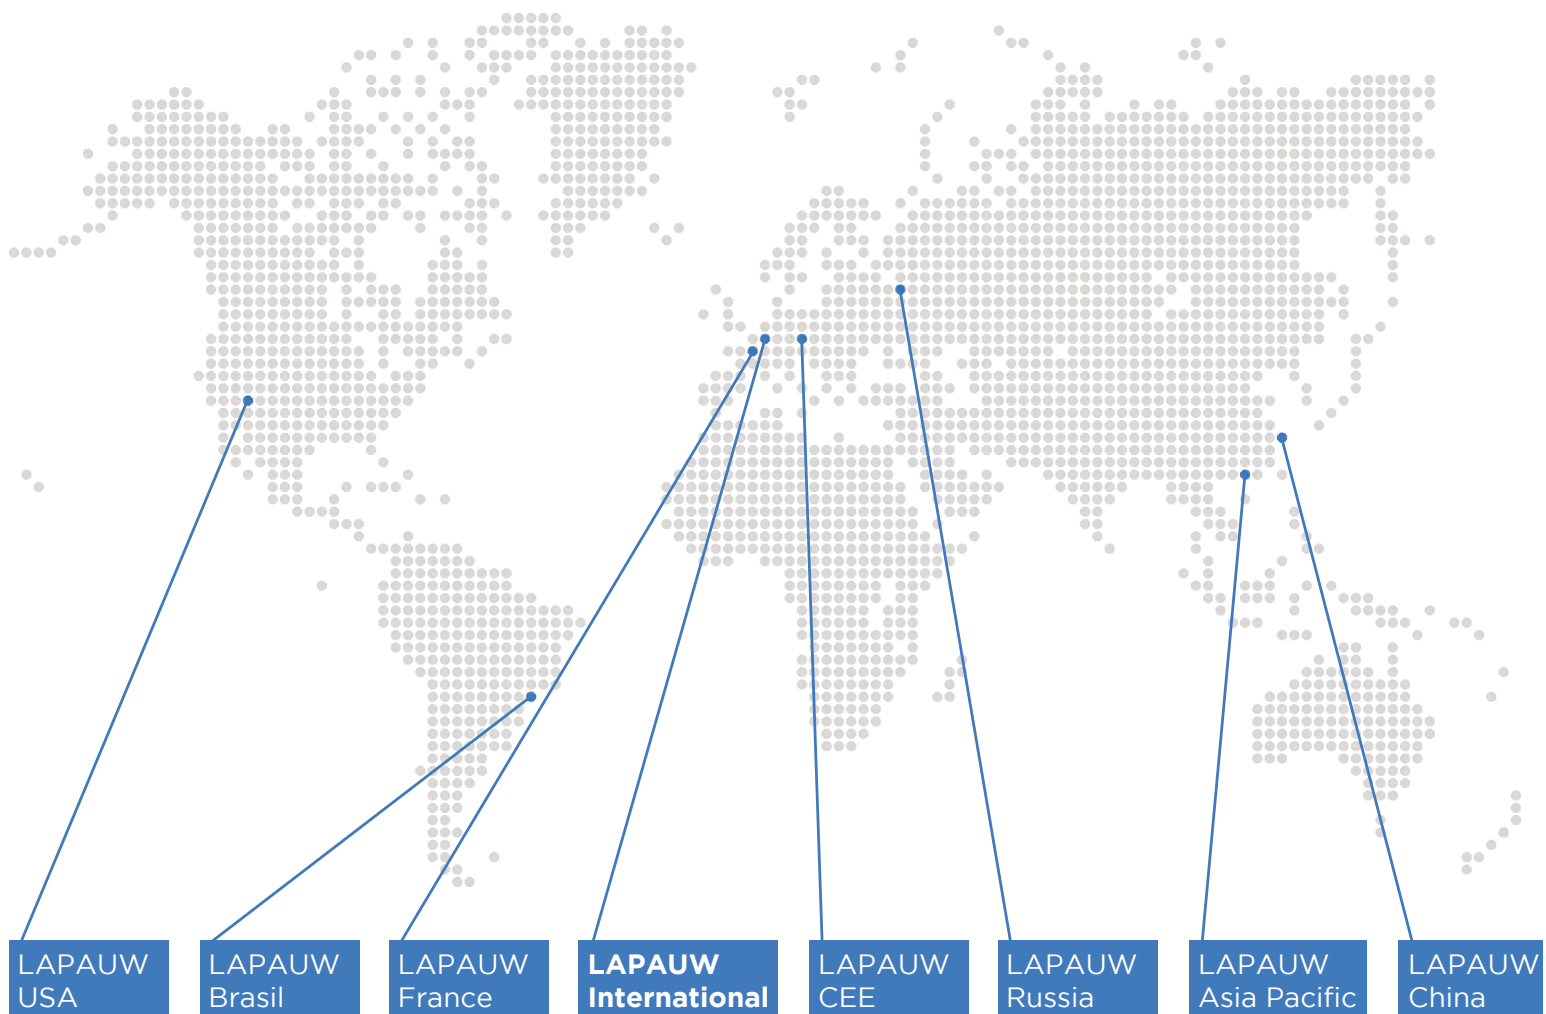 LAPAUW
USA
LAPAUW
Brasil
LAPAUW
France
LAPAUW
International
LAPAUW
CEE
LAPAUW
Russia
LAPAUW
Asia Pacific
LAPAUW
China